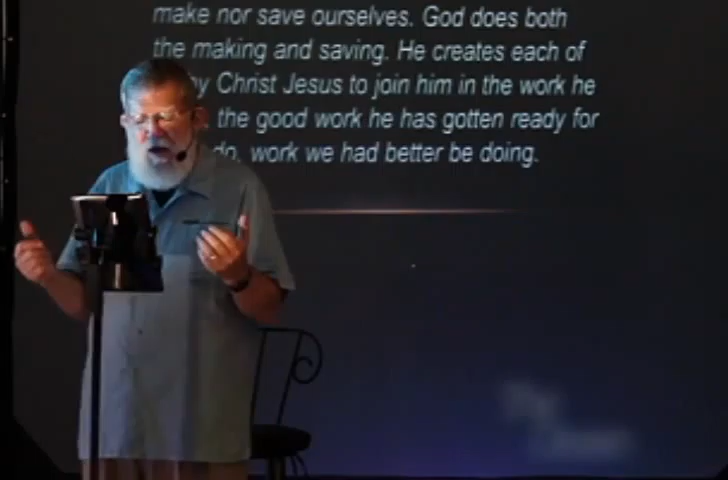 make nor save ourselves. God does both
the making and saving. He creates each of
y Christ Jesus to join him in the work he
the good work he has gotten ready for
do, work we had better be doing.